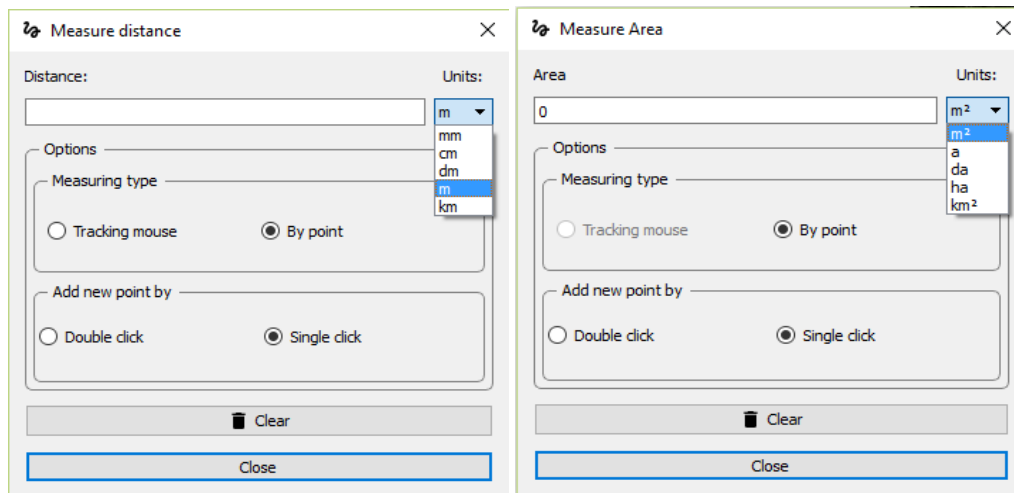 Measure distance
Distance:
Units:
m
mm
cm
dm
m
km
Options
Measuring type
Tracking mouse
By point
Add new point by
Double click
Single click
Clear
Close
Measure Area
Area
Units:
0
m²
m²
a
da
ha
km²
Options
Measuring type
Tracking mouse
By point
Add new point by
Double click
Single click
Clear
Close